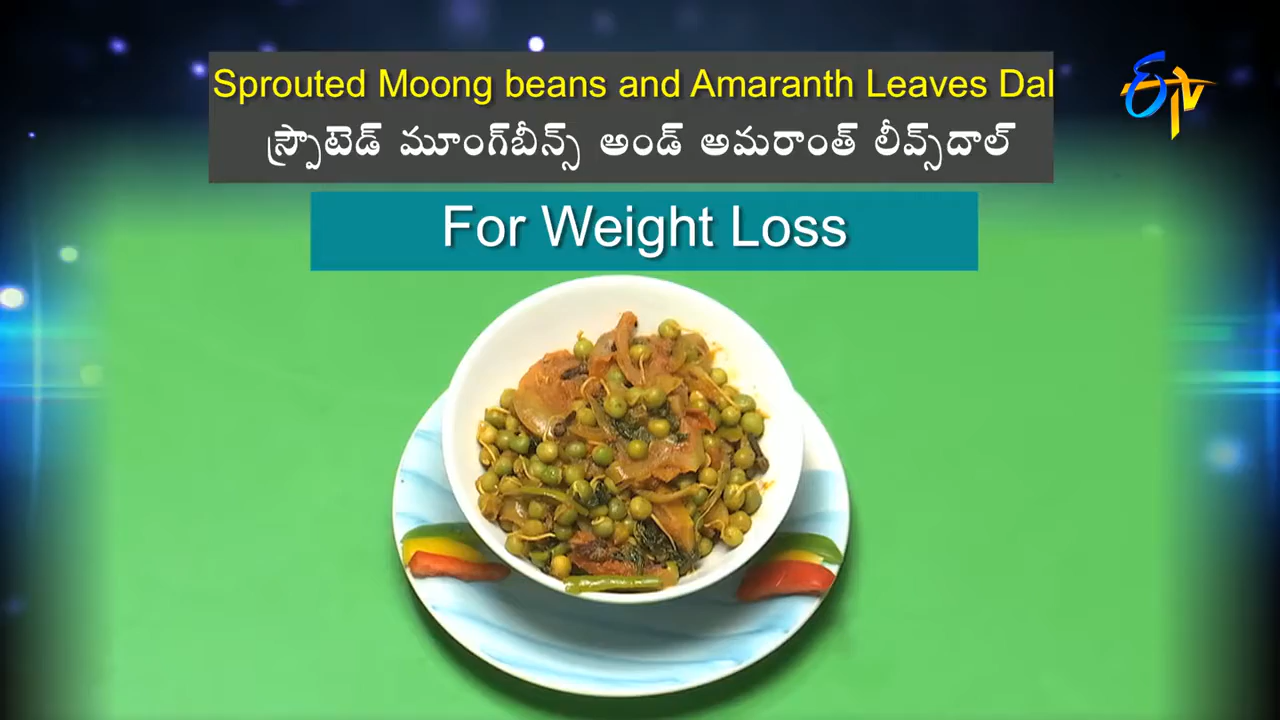 Sprouted Moong beans and Amaranth Leaves Dal
స్ప్రౌటెడ్ మూంగ్‌బీన్స్ అండ్ అమరాంత్ లీవ్స్‌దాల్
For Weight Loss
ETV